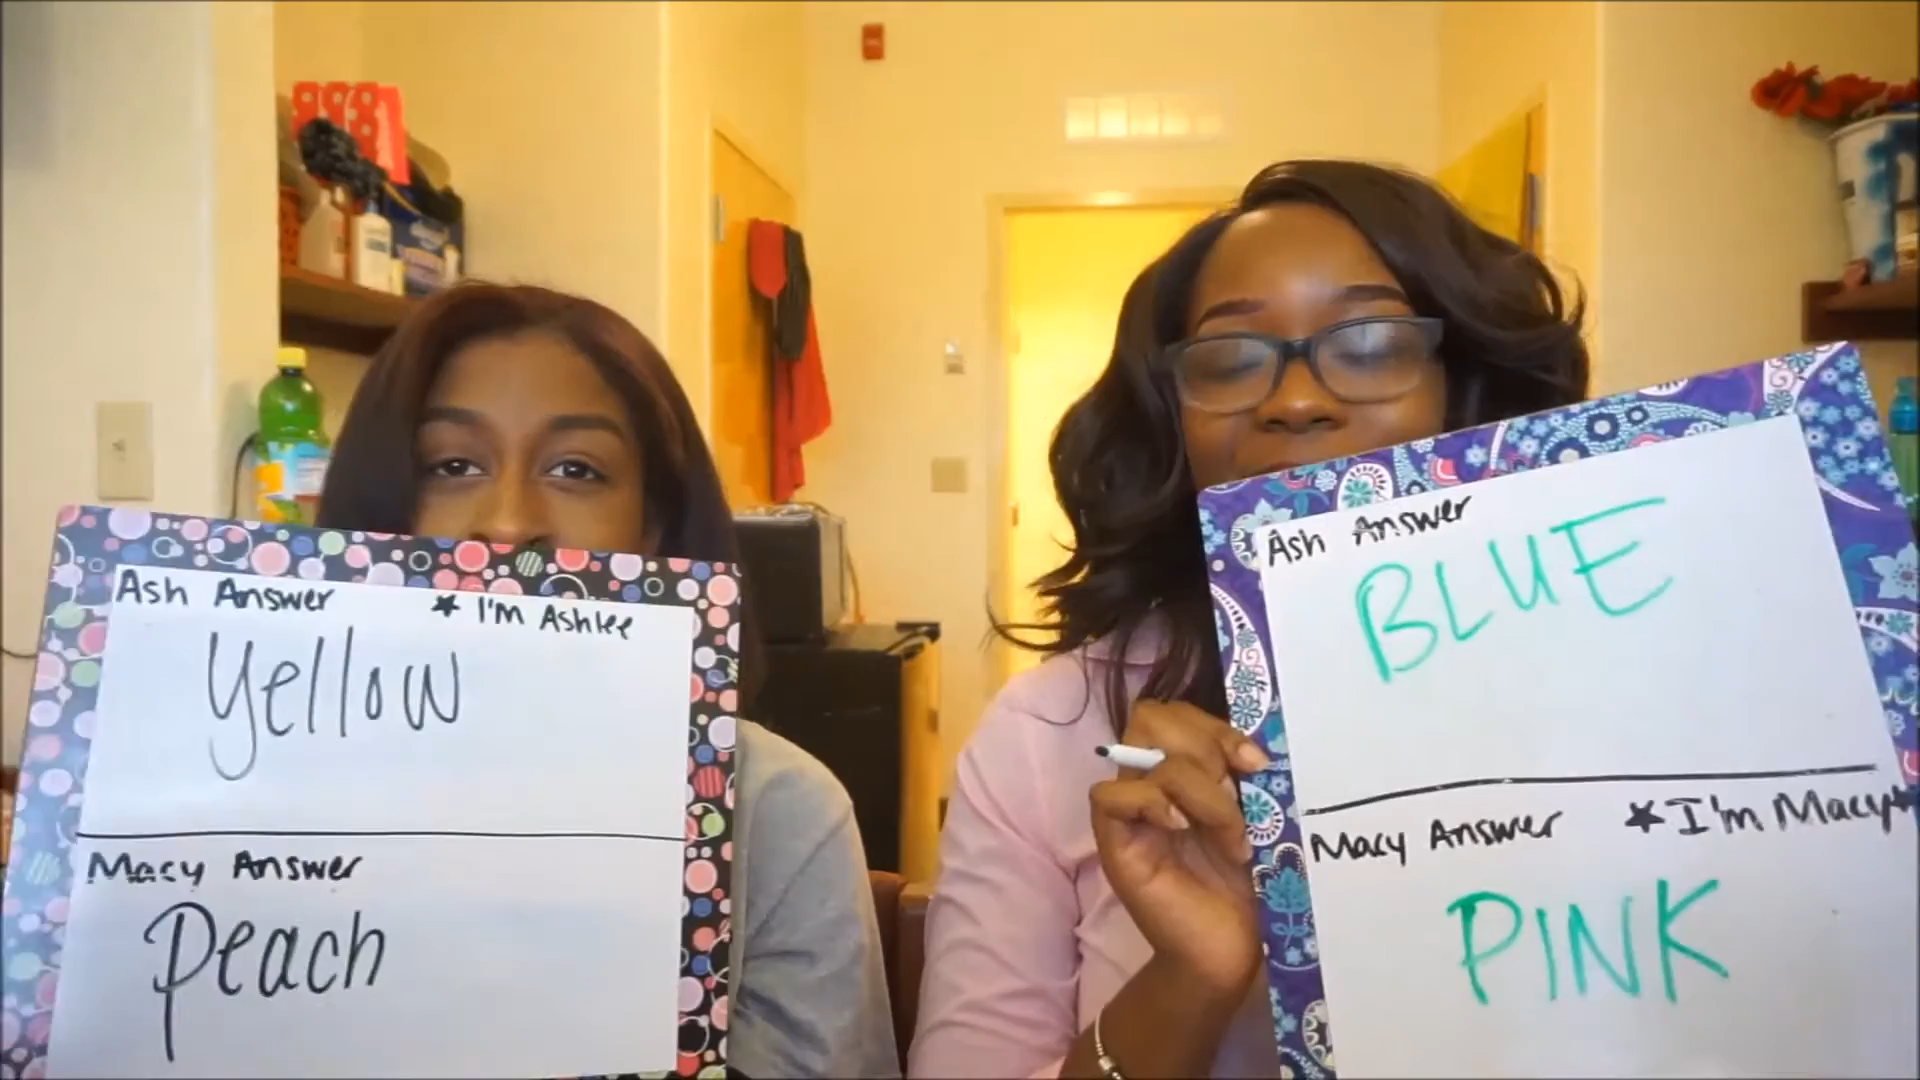 Ash Answer ★ I'm Ashlee
Yellow
Macy Answer
Peach
Ash Answer
BLUE
Macy Answer ★ I'm Macy★
PINK